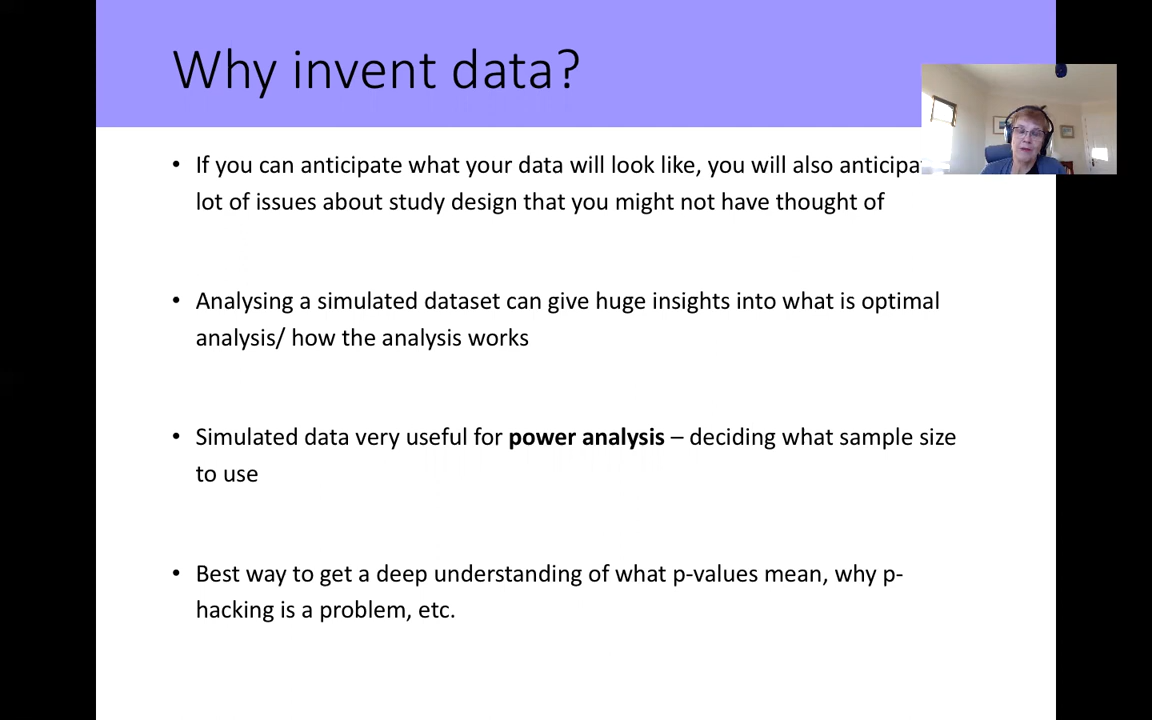 Why invent data?
• If you can anticipate what your data will look like, you will also
lot of issues about study design that you might not have thought of
• Analysing a simulated dataset can give huge insights into what is optimal
analysis/ how the analysis works
• Simulated data very useful for power analysis – deciding what sample size
to use
• Best way to get a deep understanding of what p-values mean, why p-
hacking is a problem, etc.